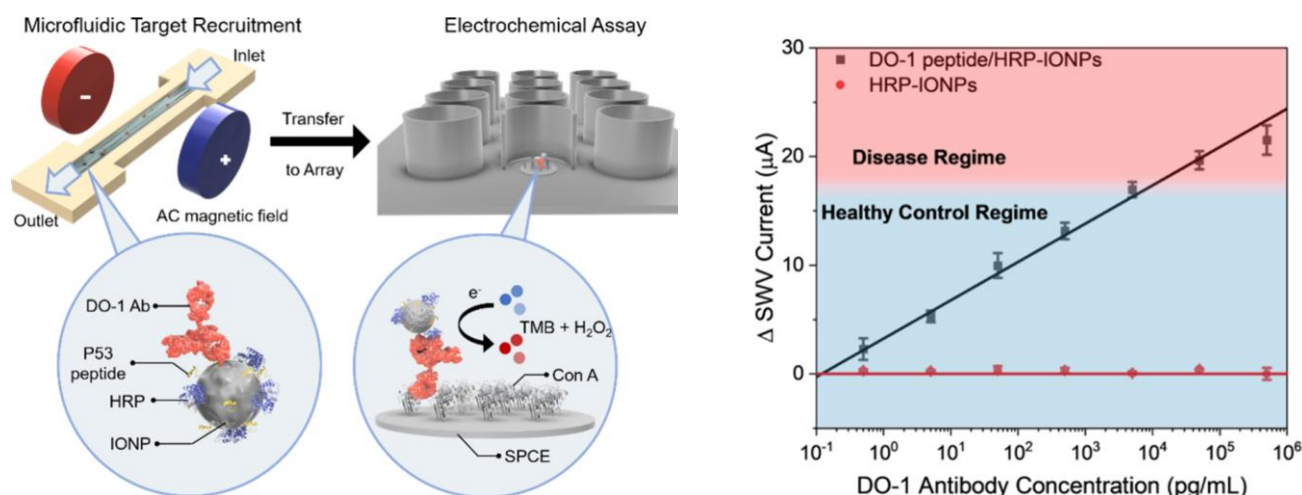 Microfluidic Target Recruitment
Electrochemical Assay
Inlet
-
+
Outlet
AC magnetic field
Transfer
to Array
DO-1 Ab
P53
peptide
HRP
IONP
e⁻
TMB + H₂O₂
Con A
SPCE
Δ SWV Current (μA)
30
20
10
0
DO-1 peptide/HRP-IONPs
HRP-IONPs
Disease Regime
Healthy Control Regime
10⁻¹ 10⁰ 10¹ 10² 10³ 10⁴ 10⁵ 10⁶
DO-1 Antibody Concentration (pg/mL)